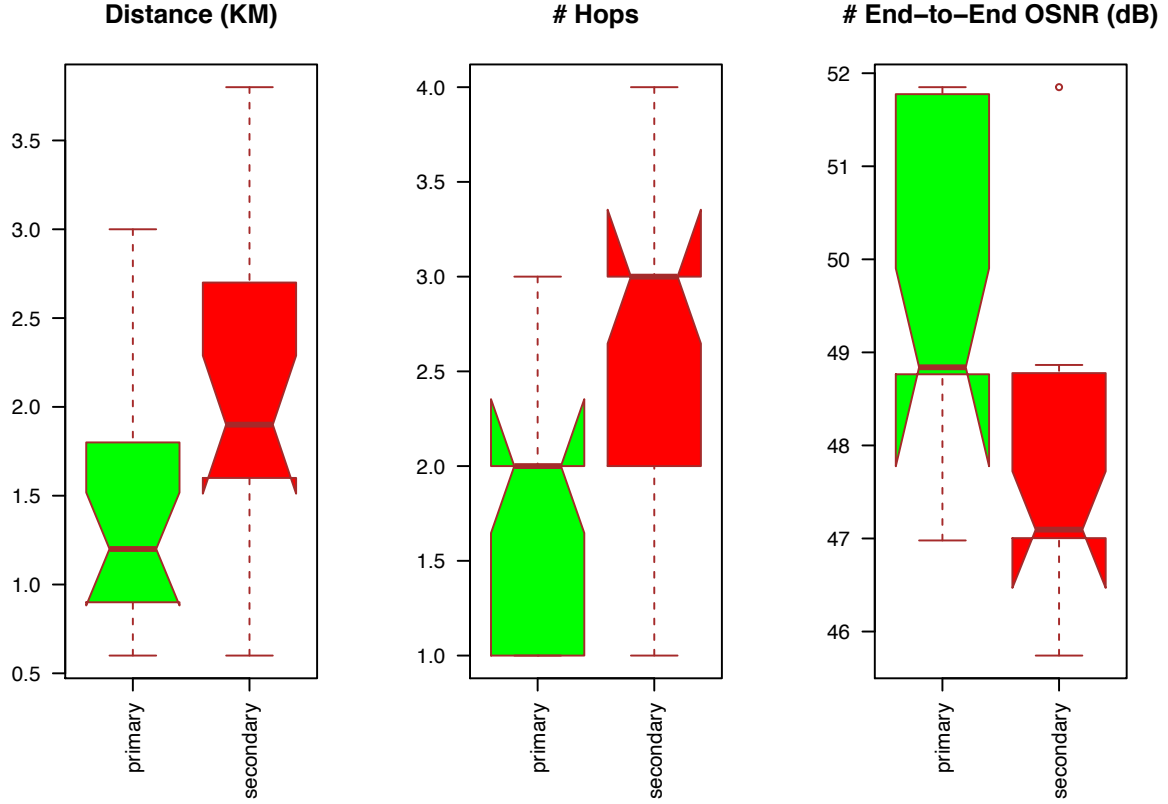 Distance (KM)
3.5
3.0
2.5
2.0
1.5
1.0
0.5
primary
secondary
# Hops
4.0
3.5
3.0
2.5
2.0
1.5
1.0
primary
secondary
# End−to−End OSNR (dB)
52
51
50
49
48
47
46
primary
secondary